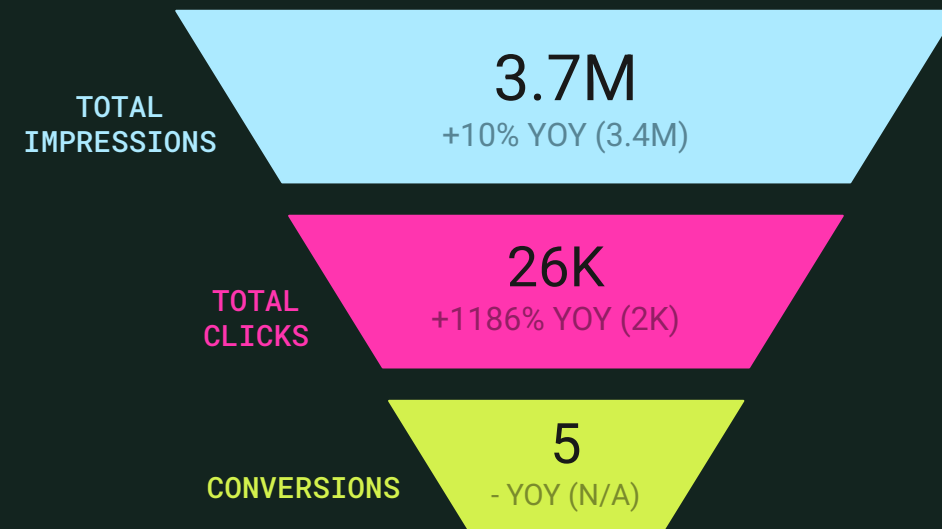 3.7M
+10% YOY (3.4M)
TOTAL
IMPRESSIONS
26K
+1186% YOY (2K)
TOTAL
CLICKS
5
- YOY (N/A)
CONVERSIONS